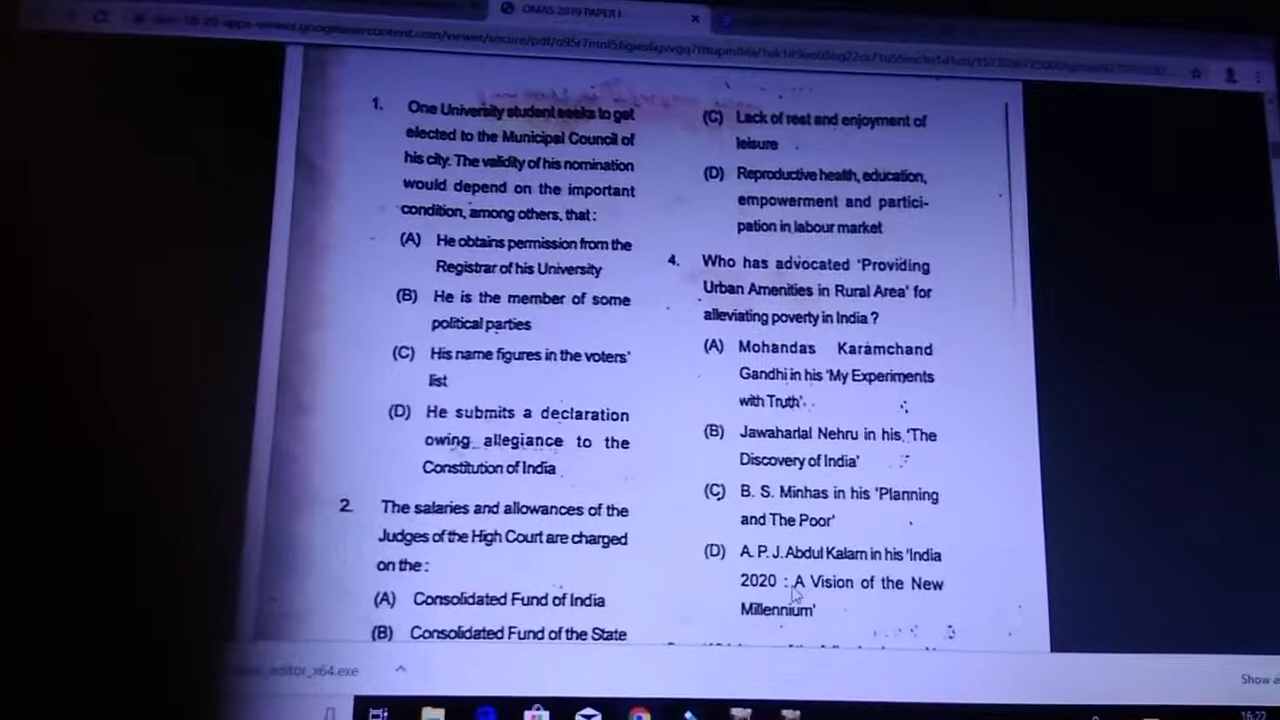 OMAS 2019 PAPER I
1. One University student seeks to get
elected to the Municipal Council of
his city. The validity of his nomination
would depend on the important
condition, among others, that :
(A) He obtains permission from the
Registrar of his University
(B) He is the member of some
political parties
(C) His name figures in the voters'
list
(D) He submits a declaration
owing allegiance to the
Constitution of India
2. The salaries and allowances of the
Judges of the High Court are charged
on the :
(A) Consolidated Fund of India
(B) Consolidated Fund of the State
(C) Lack of rest and enjoyment of
leisure
(D) Reproductive health, education,
empowerment and partici-
pation in labour market
4. Who has advocated 'Providing
Urban Amenities in Rural Area' for
alleviating poverty in India ?
(A) Mohandas Karamchand
Gandhi in his 'My Experiments
with Truth'
(B) Jawaharlal Nehru in his 'The
Discovery of India'
(C) B. S. Minhas in his 'Planning
and The Poor'
(D) A. P. J. Abdul Kalam in his 'India
2020 : A Vision of the New
Millennium'
editor_x64.exe
Show a
16:22